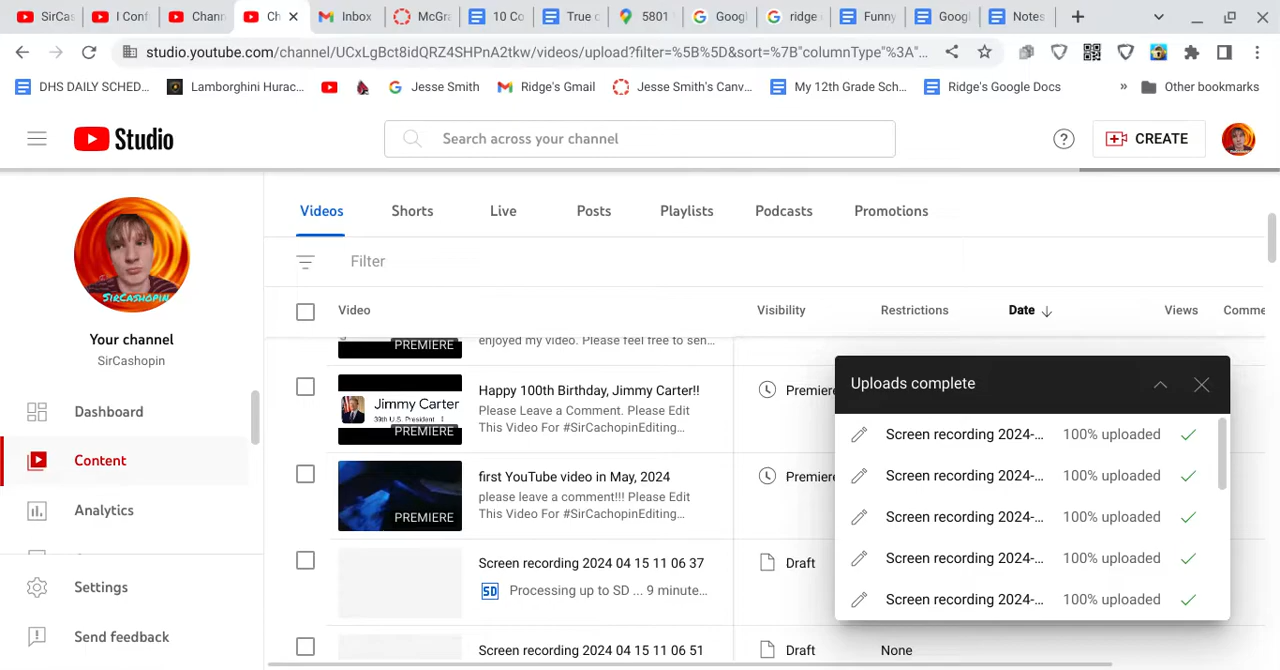 SirCas
I Conf
Chann
Ch
Inbox
McGra
10 Co
True c
5801
Googl
ridge
Funny
Googl
Notes
studio.youtube.com/channel/UCxLgBct8idQRZ4SHPnA2tkw/videos/upload?filter=%5B%5D&sort=%7B"columnType"%3A"...
DHS DAILY SCHED...
Lamborghini Hurac...
Jesse Smith
Ridge's Gmail
Jesse Smith's Canv...
My 12th Grade Sch...
Ridge's Google Docs
»
Other bookmarks
Studio
Search across your channel
CREATE
SIRCASHOPIN
Your channel
SirCashopin
Dashboard
Content
Analytics
Settings
Send feedback
Videos Shorts Live Posts Playlists Podcasts Promotions
Filter
Video Visibility Restrictions Date Views Comme
PREMIERE
enjoyed my video. Please feel free to sen...
Jimmy Carter
39th U.S. President
PREMIERE
Happy 100th Birthday, Jimmy Carter!!
Please Leave a Comment. Please Edit
This Video For #SirCashopinEditing...
Premiere
PREMIERE
first YouTube video in May, 2024
please leave a comment!!! Please Edit
This Video For #SirCashopinEditing...
Premiere
Screen recording 2024 04 15 11 06 37
SD Processing up to SD ... 9 minute...
Draft
Screen recording 2024 04 15 11 06 51
Draft
None
Uploads complete
Screen recording 2024-... 100% uploaded
Screen recording 2024-... 100% uploaded
Screen recording 2024-... 100% uploaded
Screen recording 2024-... 100% uploaded
Screen recording 2024-... 100% uploaded